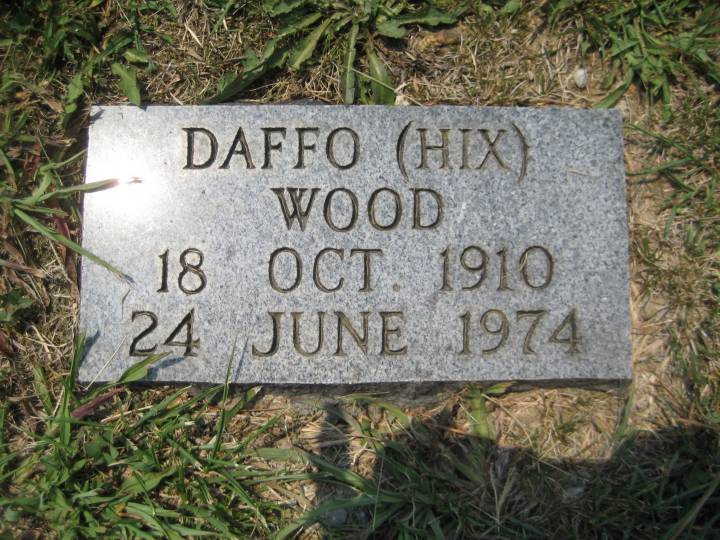 DAFFO (HIX)
WOOD
18 OCT. 1910
24 JUNE 1974